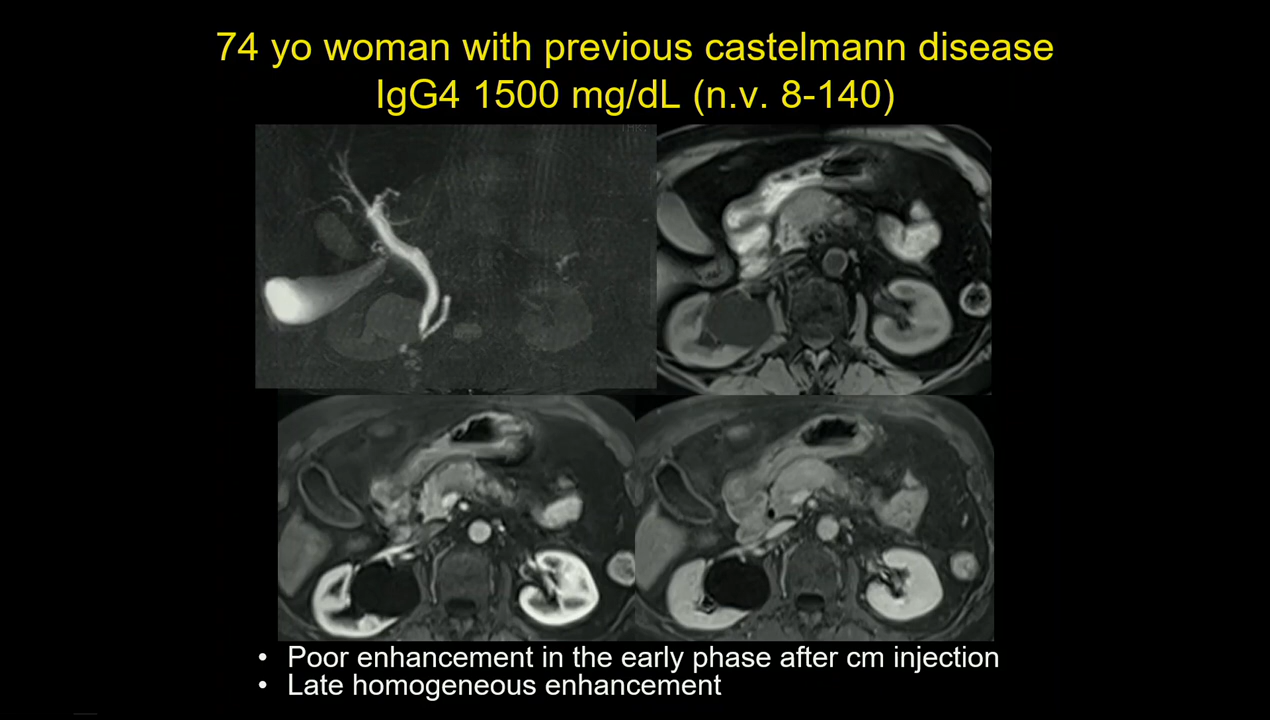 74 yo woman with previous castelmann disease
IgG4 1500 mg/dL (n.v. 8-140)
• Poor enhancement in the early phase after cm injection
• Late homogeneous enhancement